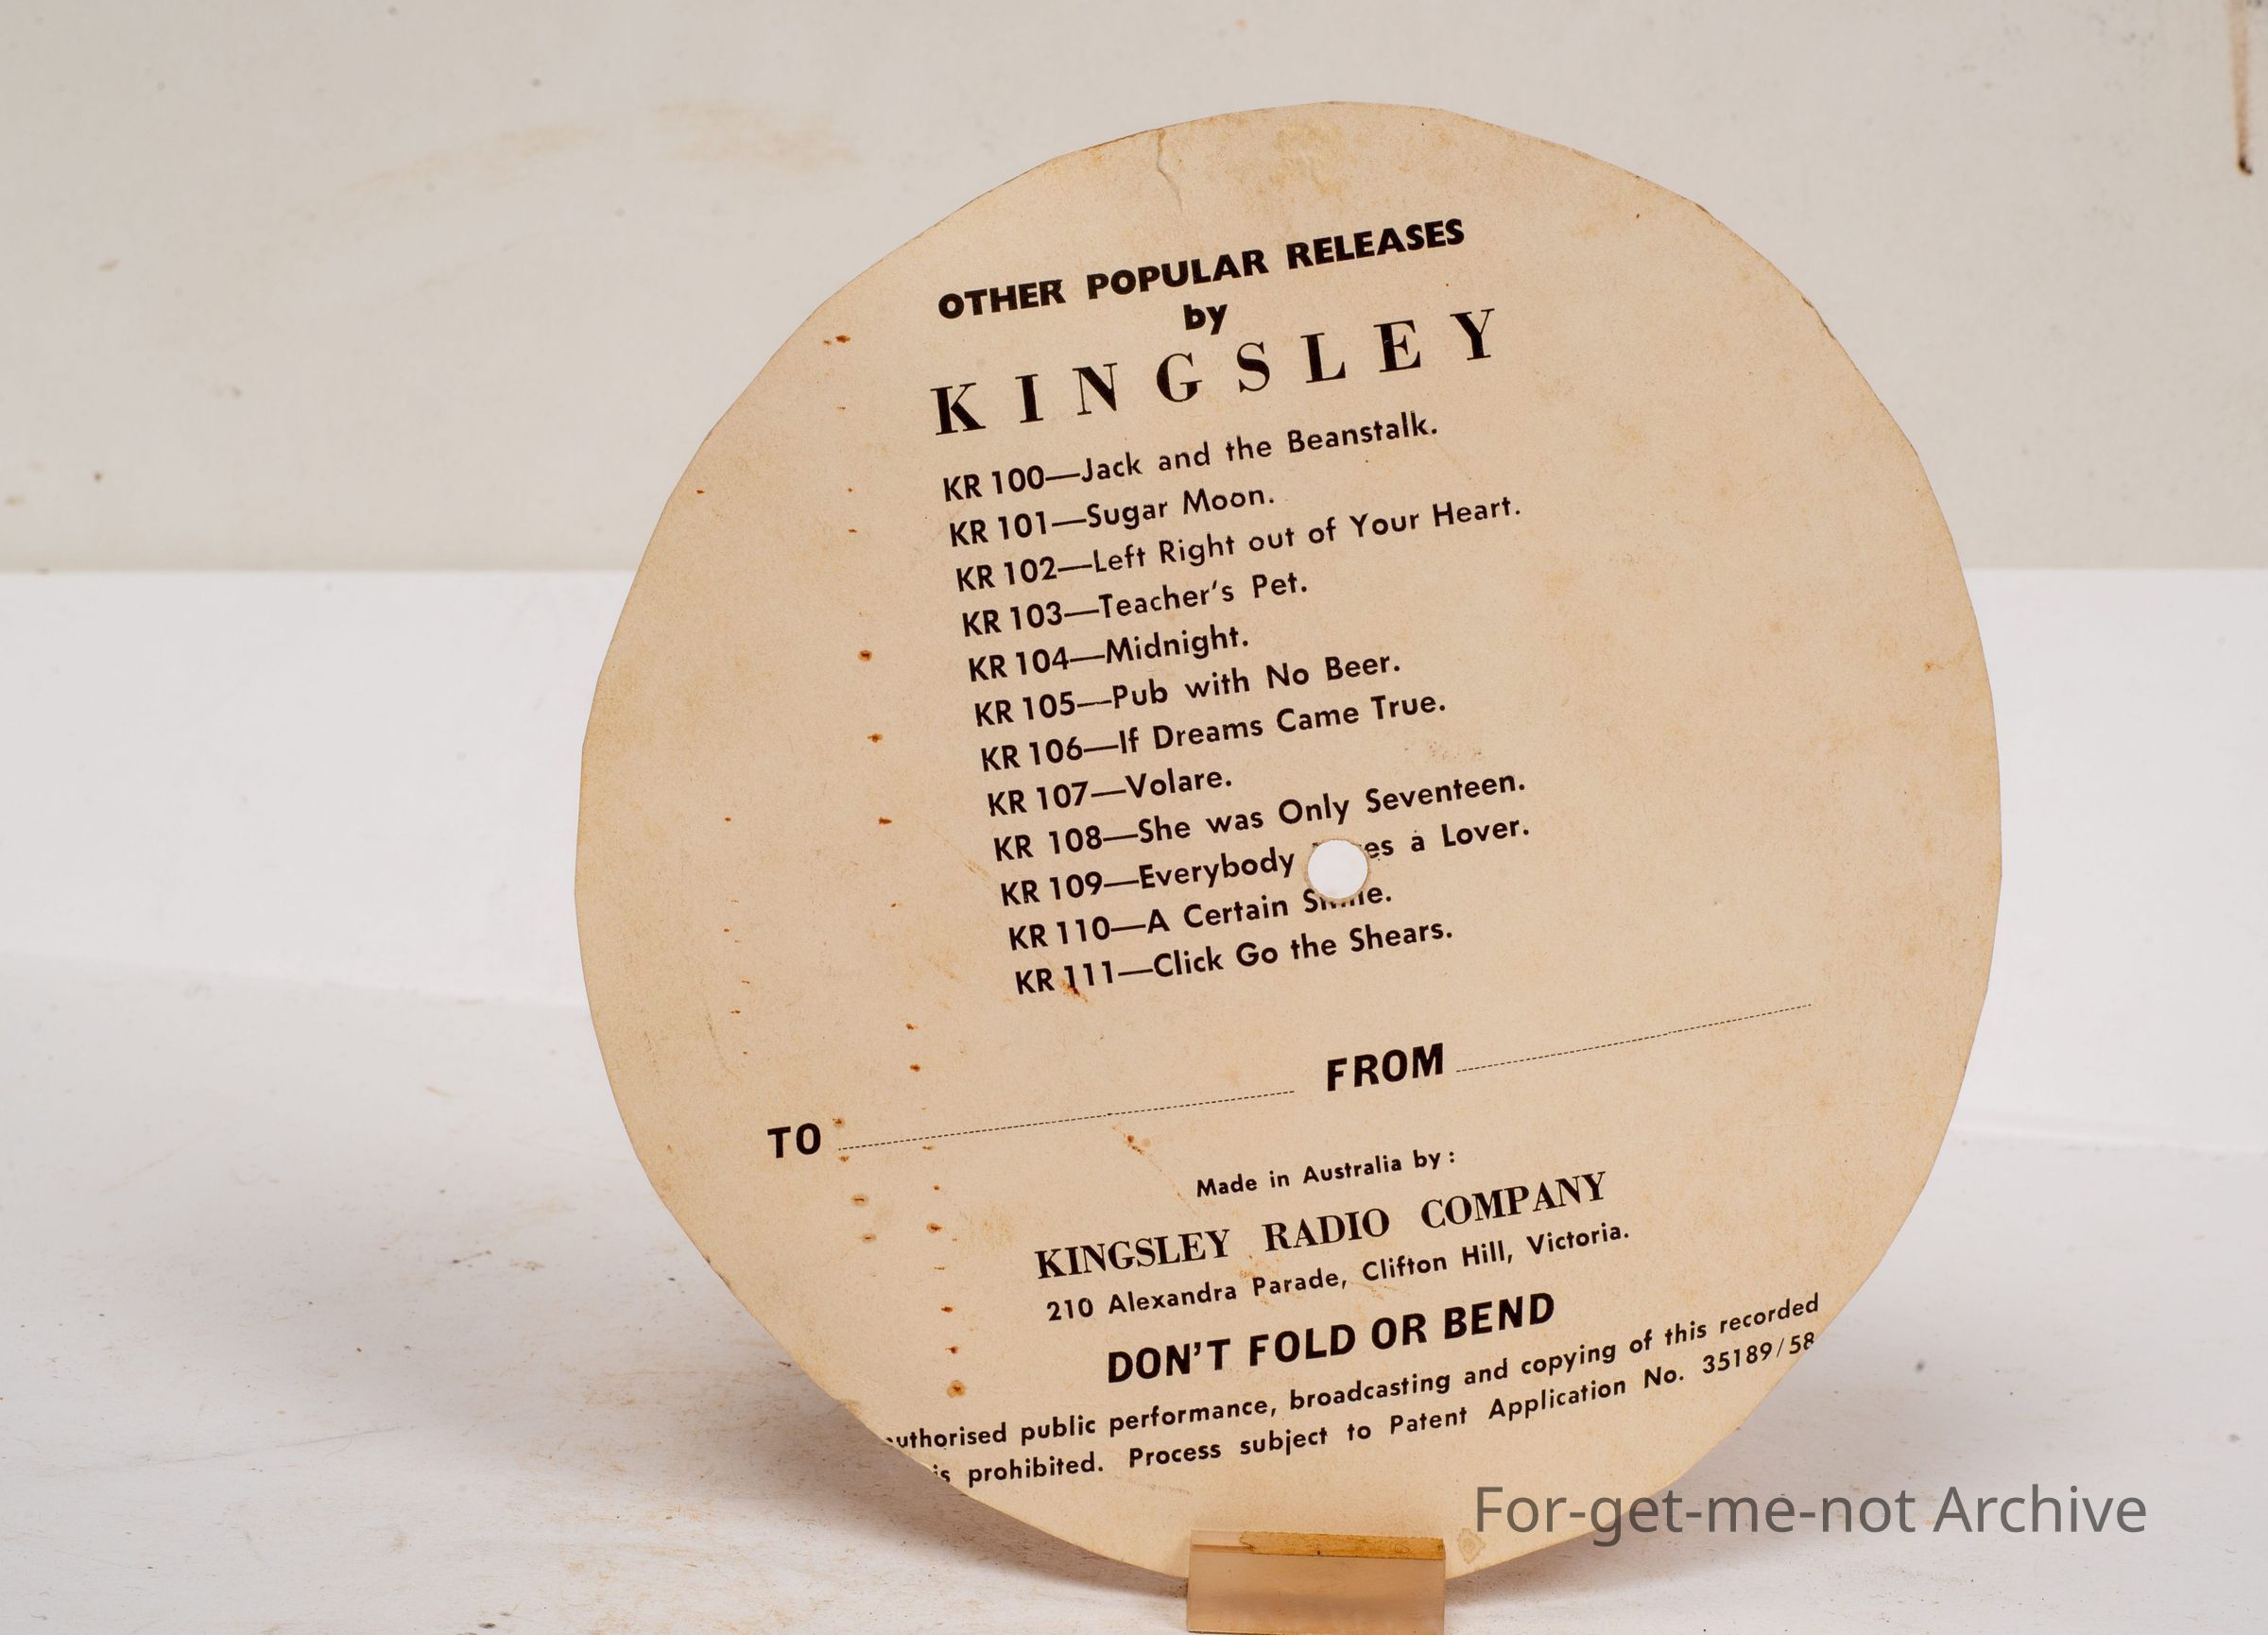 OTHER POPULAR RELEASES
by
KINGSLEY
KR 100—Jack and the Beanstalk.
KR 101—Sugar Moon.
KR 102—Left Right out of Your Heart.
KR 103—Teacher's Pet.
KR 104—Midnight.
KR 105—Pub with No Beer.
KR 106—If Dreams Came True.
KR 107—Volare.
KR 108—She was Only Seventeen.
KR 109—Everybody a Lover.
KR 110—A Certain
KR 111—Click Go the Shears.
TO FROM
Made in Australia by :
KINGSLEY RADIO COMPANY
210 Alexandra Parade, Clifton Hill, Victoria.
DON'T FOLD OR BEND
uthorised public performance, broadcasting and copying of this recorded
is prohibited. Process subject to Patent Application No. 35189/58
For-get-me-not Archive